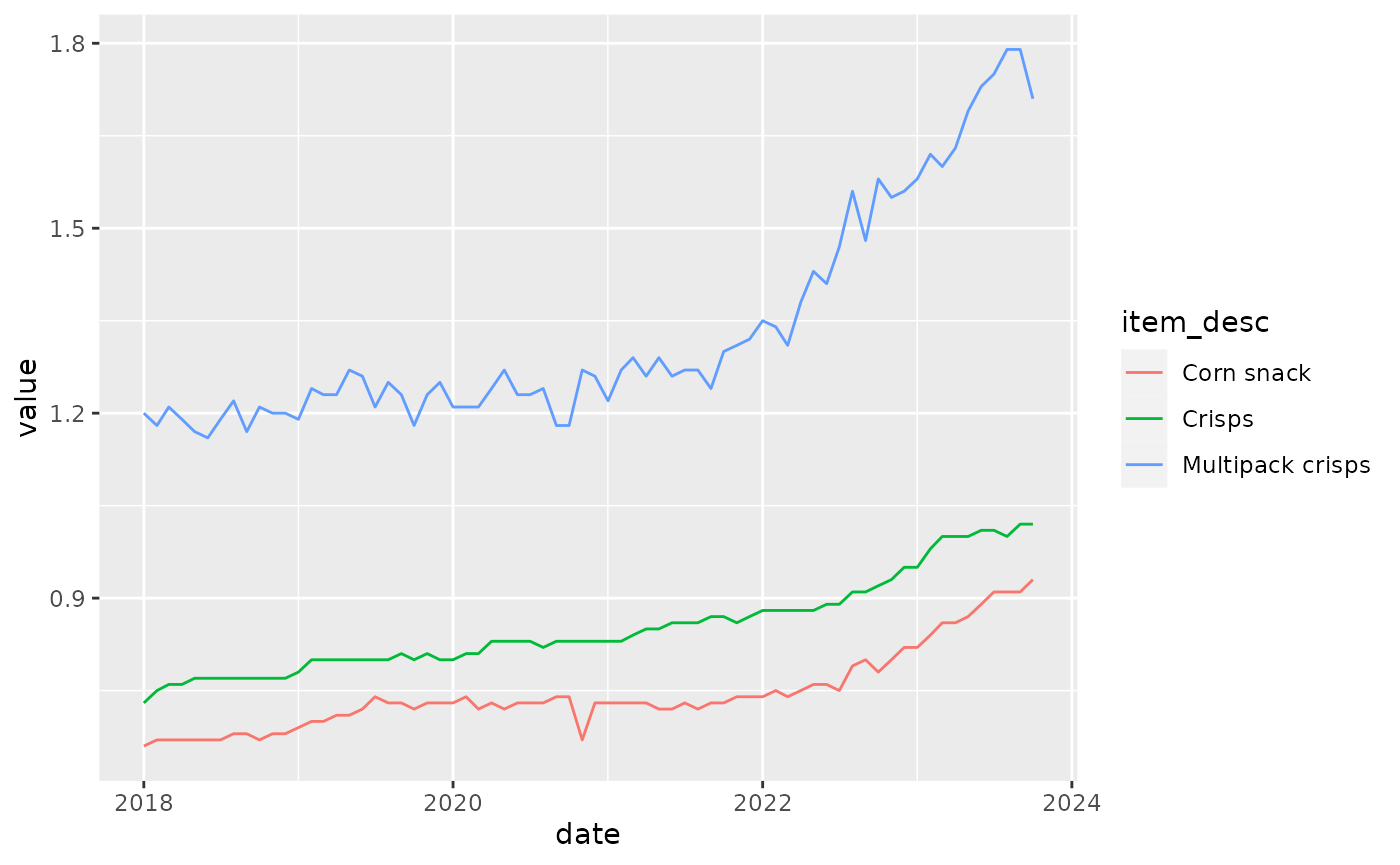 1.8
1.5
1.2
0.9
value
2018
2020
2022
2024
date
item_desc
Corn snack
Crisps
Multipack crisps